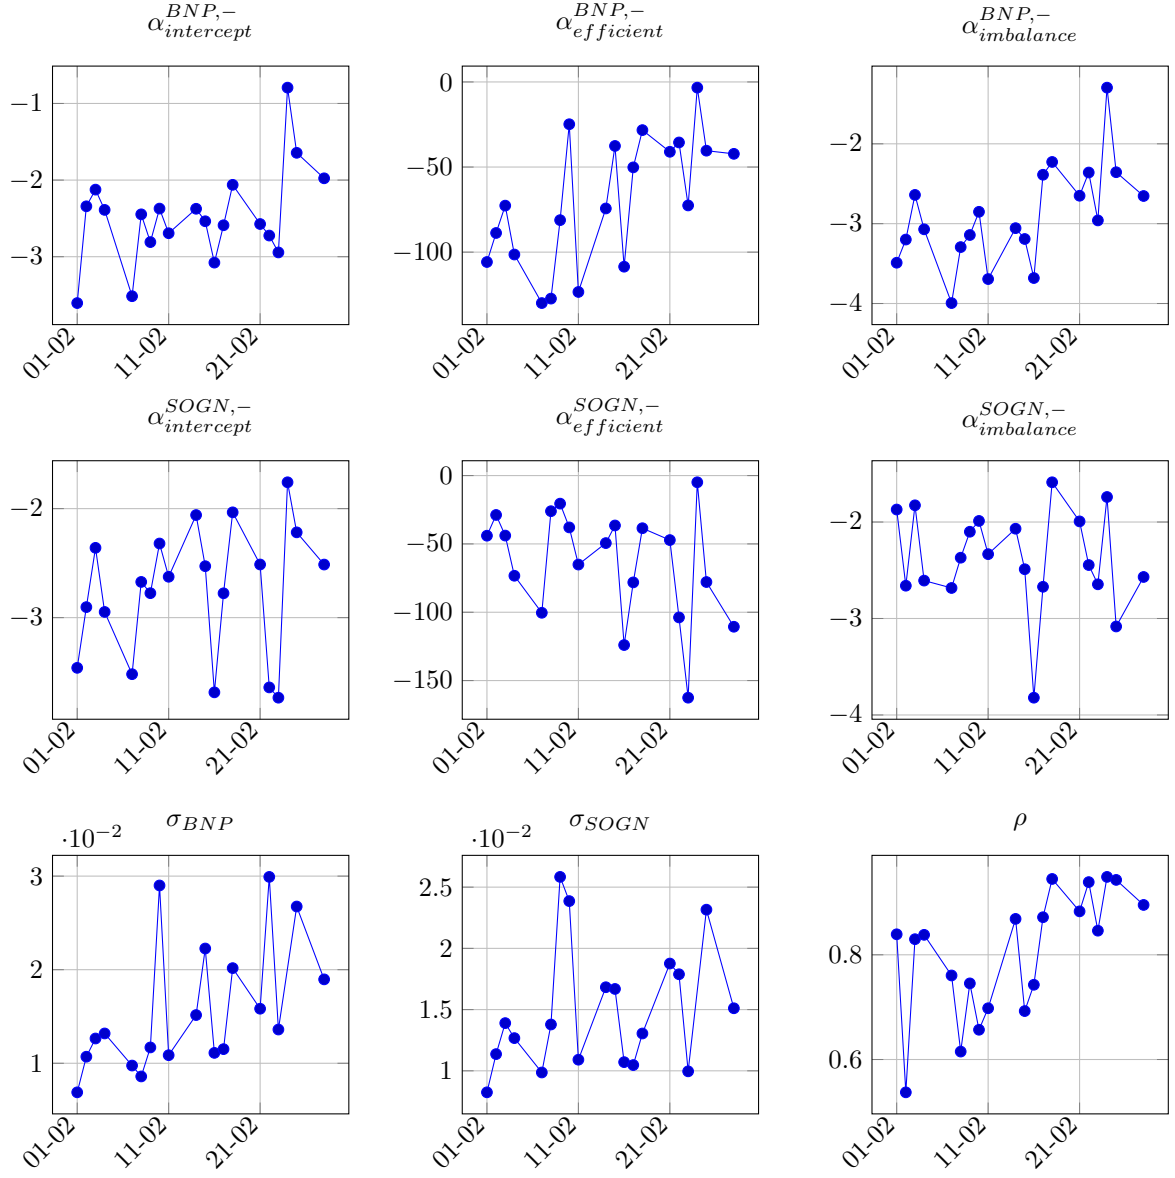 α^{BNP,−}_{intercept} α^{BNP,−}_{efficient} α^{BNP,−}_{imbalance}
−1 0
−2 −2
−50
−3 −3
−100
−4
01-02 11-02 21-02 01-02 11-02 21-02 01-02 11-02 21-02
α^{SOGN,−}_{intercept} α^{SOGN,−}_{efficient} α^{SOGN,−}_{imbalance}
0
−2 −2
−50
−3 −100 −3
−150
−4
01-02 11-02 21-02 01-02 11-02 21-02 01-02 11-02 21-02
σ_{BNP} σ_{SOGN} ρ
·10^{−2} ·10^{−2}
3 2.5
2 2 0.8
1.5
1 1 0.6
01-02 11-02 21-02 01-02 11-02 21-02 01-02 11-02 21-02